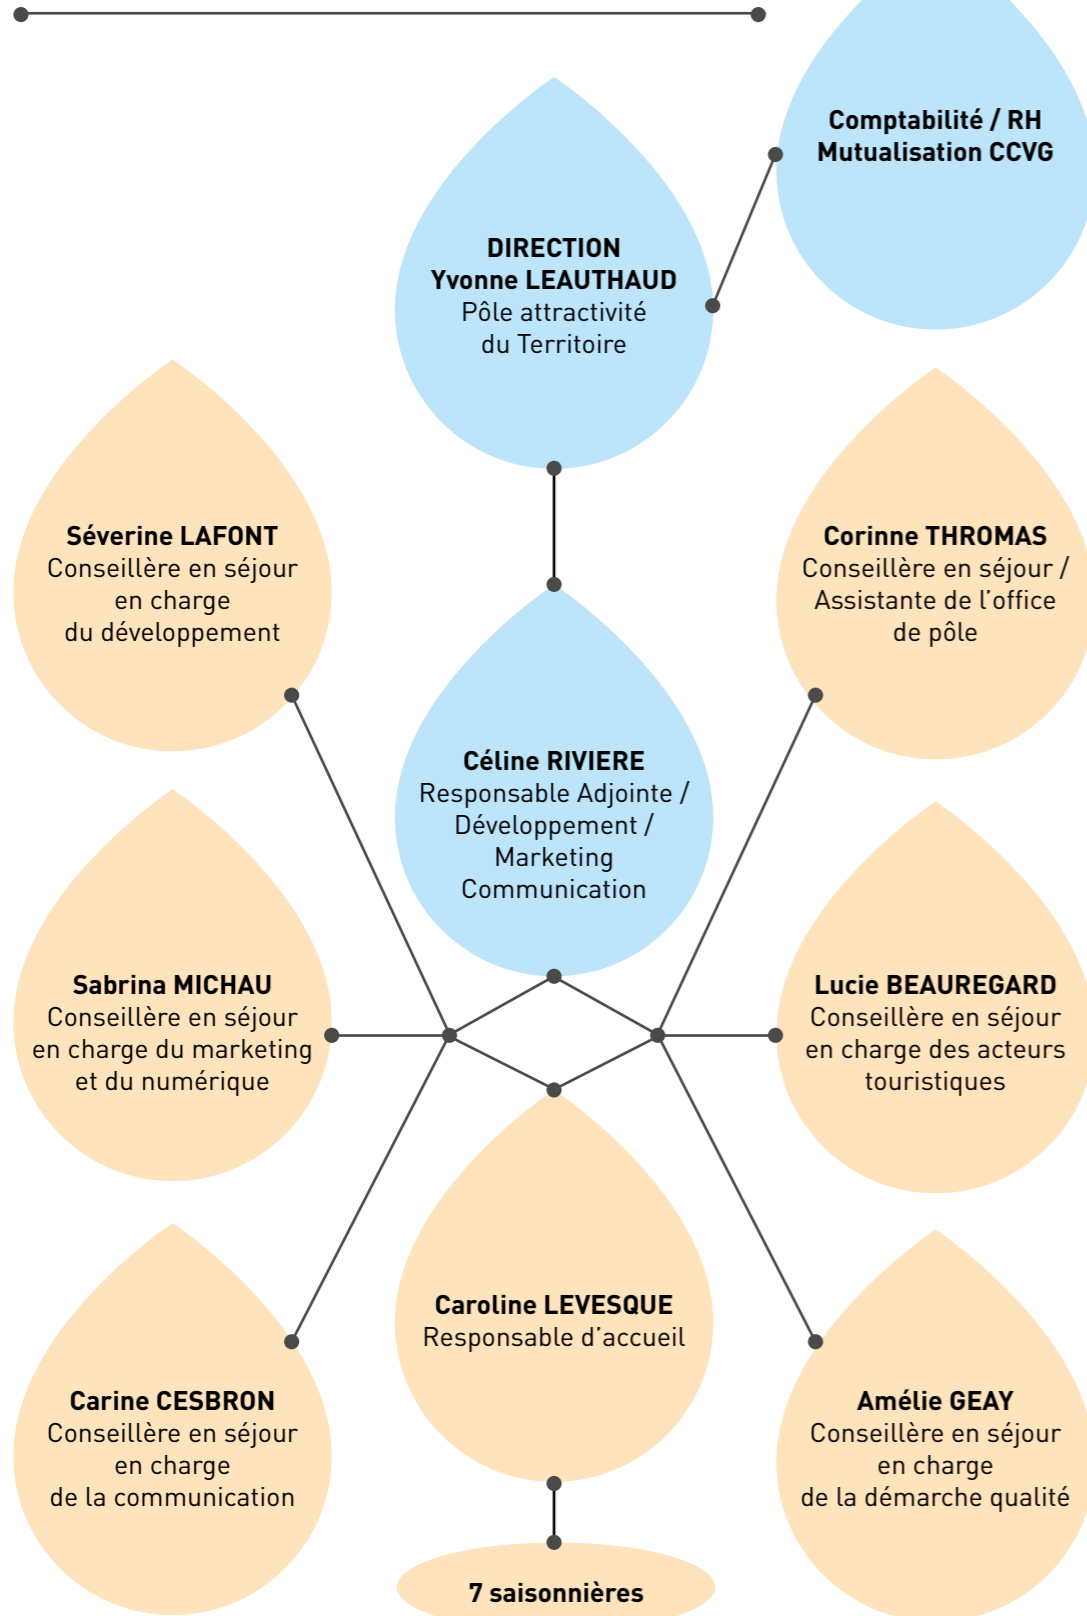 Comptabilité / RH
Mutualisation CCVG
DIRECTION
Yvonne LEAUTHAUD
Pôle attractivité
du Territoire
Séverine LAFONT
Conseillère en séjour
en charge
du développement
Corinne THROMAS
Conseillère en séjour /
Assistante de l’office
de pôle
Céline RIVIERE
Responsable Adjointe /
Développement /
Marketing
Communication
Sabrina MICHAU
Conseillère en séjour
en charge du marketing
et du numérique
Lucie BEAUREGARD
Conseillère en séjour
en charge des acteurs
touristiques
Caroline LEVESQUE
Responsable d’accueil
Carine CESBRON
Conseillère en séjour
en charge
de la communication
Amélie GEAY
Conseillère en séjour
en charge
de la démarche qualité
7 saisonnières